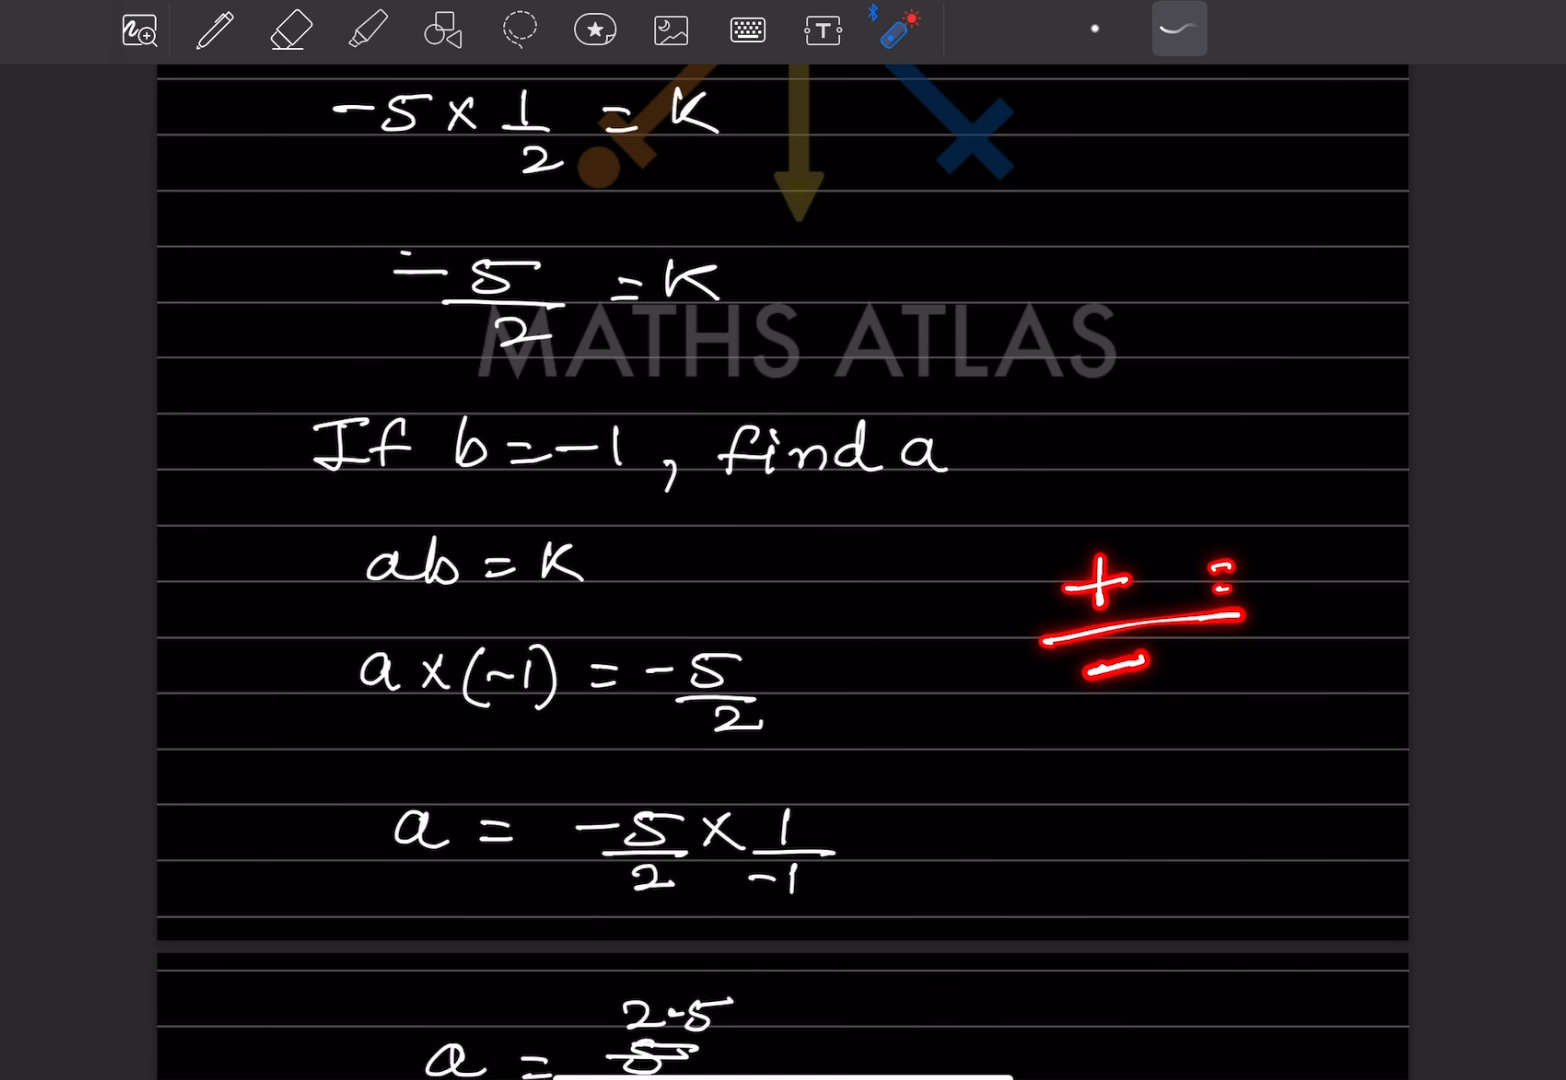 -5 × 1/2 = K
-5/2 = K
MATHS ATLAS
If b = -1, find a
ab = K
a × (-1) = -5/2
+ =
-
a = -5/2 × 1/-1
2.5
a = 5
T